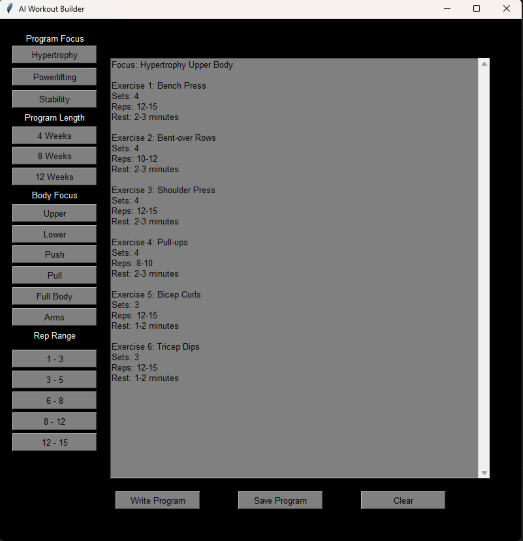 AI Workout Builder
Program Focus
Hypertrophy
Powerlifting
Stability
Program Length
4 Weeks
8 Weeks
12 Weeks
Body Focus
Upper
Lower
Push
Pull
Full Body
Arms
Rep Range
1 - 3
3 - 5
6 - 8
8 - 12
12 - 15
Focus: Hypertrophy Upper Body
Exercise 1: Bench Press
Sets: 4
Reps: 12-15
Rest: 2-3 minutes
Exercise 2: Bent-over Rows
Sets: 4
Reps: 10-12
Rest: 2-3 minutes
Exercise 3: Shoulder Press
Sets: 4
Reps: 12-15
Rest: 2-3 minutes
Exercise 4: Pull-ups
Sets: 4
Reps: 8-10
Rest: 2-3 minutes
Exercise 5: Bicep Curls
Sets: 3
Reps: 12-15
Rest: 1-2 minutes
Exercise 6: Tricep Dips
Sets: 3
Reps: 12-15
Rest: 1-2 minutes
Write Program
Save Program
Clear